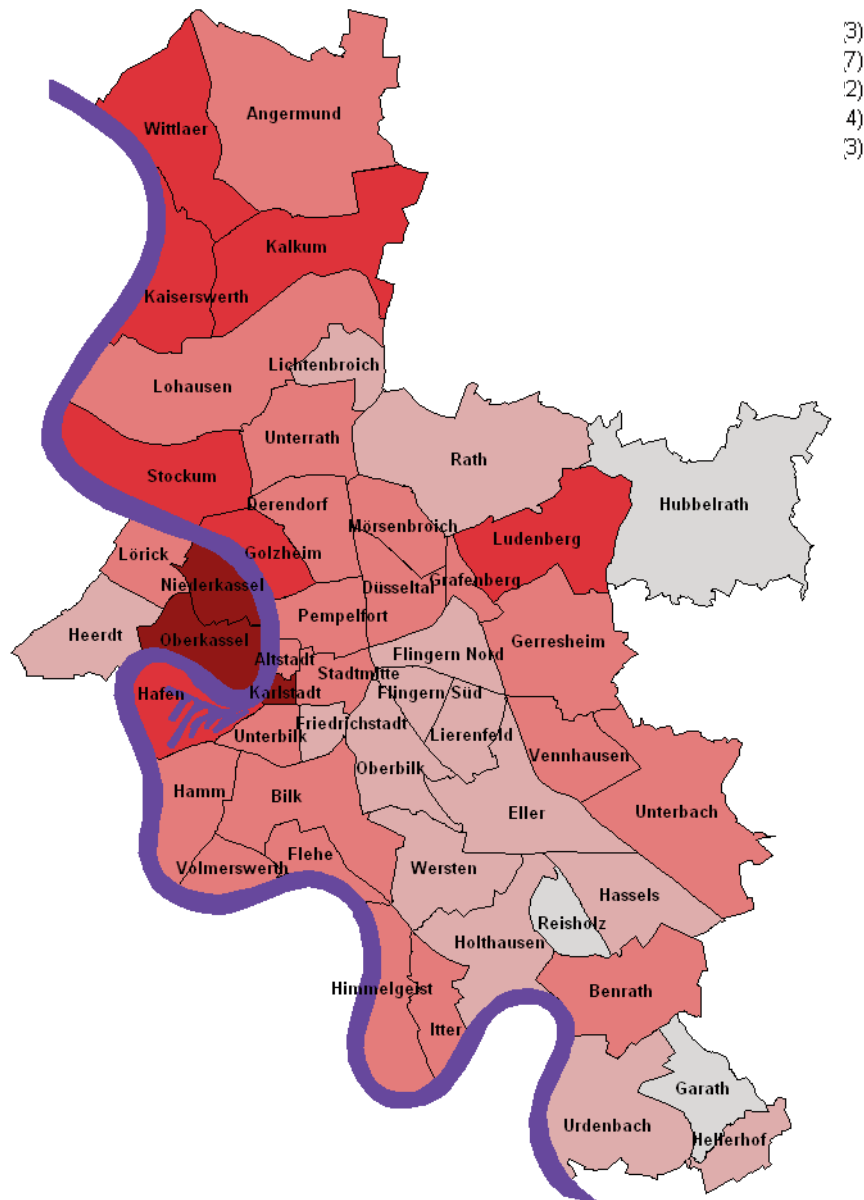 3)
7)
2)
4)
3)
Angermund
Wittlaer
Kalkum
Kaiserswerth
Lichtenbroich
Lohausen
Unterrath
Rath
Stockum
Hubbelrath
Derendorf
Mörsenbroich
Ludenberg
Golzheim
Lörick
Niederkassel
Düsseltal
Grafenberg
Pempelfort
Heerdt
Oberkassel
Gerresheim
Altstadt
Flingern Nord
Stadtmitte
Hafen
Karlstadt
Flingern Süd
Friedrichstadt
Unterbilk
Lierenfeld
Vennhausen
Oberbilk
Hamm
Bilk
Eller
Unterbach
Flehe
Volmerswerth
Wersten
Hassels
Reisholz
Holthausen
Himmelgeist
Benrath
Itter
Garath
Urdenbach
Hellerhof